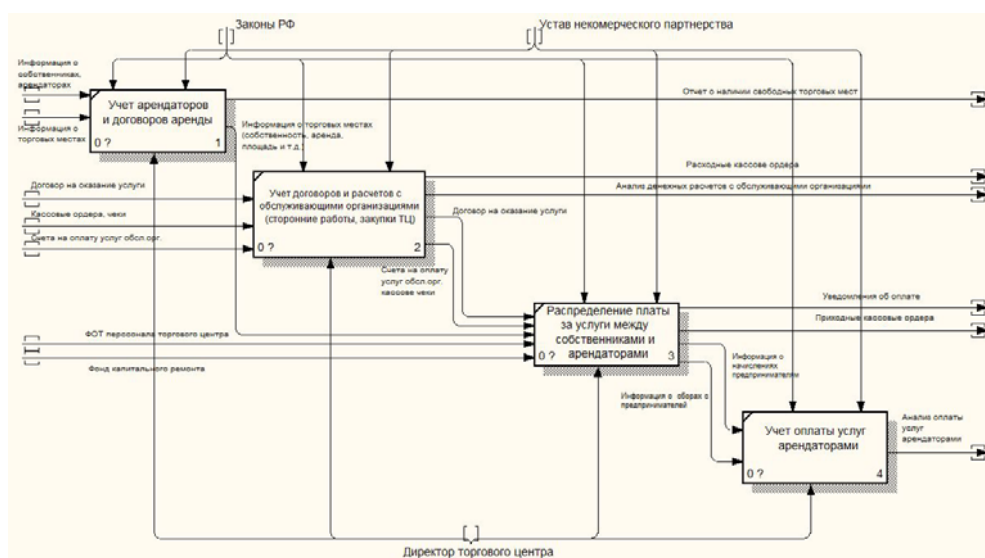 Законы РФ
Устав некомерческого партнерства
Информация о
собственниках,
арендаторах
Учет арендаторов
и договоров аренды
0 ?
1
Отчет о наличии свободных торговых мест
Информация о
торговых местах
Информация о торговых местах
(собственность, аренда,
площадь и т.д.)
Расходные кассове ордера
Договор на оказание услуги
Учет договоров и расчетов с
обслуживающими организациями
(сторонние работы, закупки ТЦ)
0 ?
2
Анализ денежных расчетов с обслуживающими организациями
Кассовые ордера, чеки
Договор на оказание услуги
Счета на оплату услуг обсл.орг.
Счета на оплату
услуг обсл.орг.
кассове чеки
Распределение платы
за услуги между
собственниками и
арендаторами
0 ?
3
Уведомления об оплате
Приходные кассовые ордера
ФОТ персонала торгового центра
Фонд капитального ремонта
Информация о
начислениях
предпринимателям
Информация о сборах с
предпринимателей
Учет оплаты услуг
арендаторами
0 ?
4
Анализ оплаты
услуг
арендаторами
Директор торгового центра